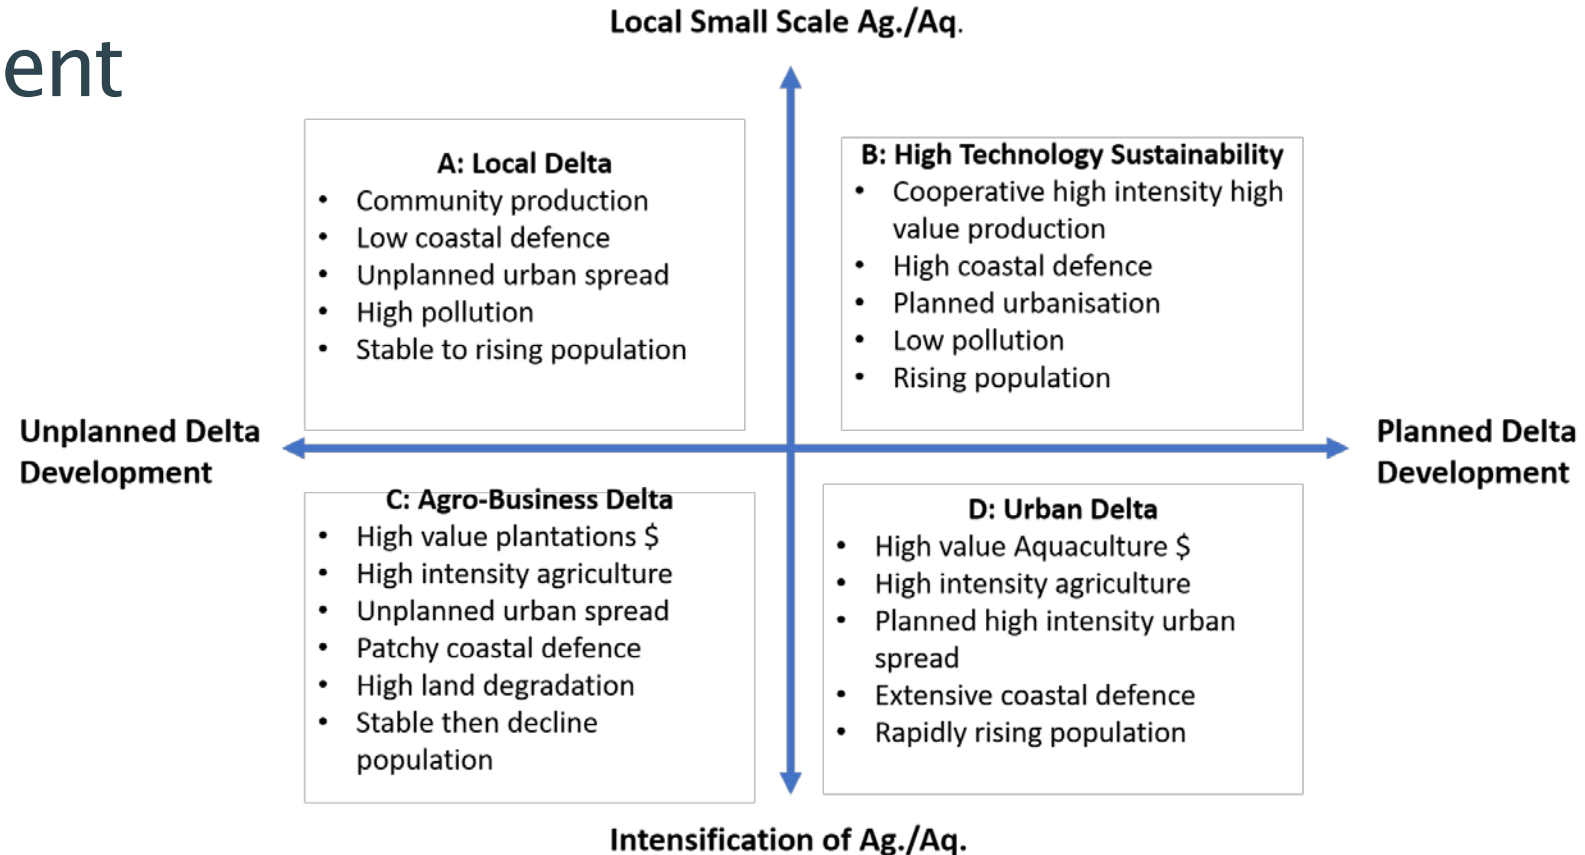 ent
Local Small Scale Ag./Aq.
A: Local Delta
• Community production
• Low coastal defence
• Unplanned urban spread
• High pollution
• Stable to rising population
B: High Technology Sustainability
• Cooperative high intensity high
value production
• High coastal defence
• Planned urbanisation
• Low pollution
• Rising population
Unplanned Delta
Development
Planned Delta
Development
C: Agro-Business Delta
• High value plantations $
• High intensity agriculture
• Unplanned urban spread
• Patchy coastal defence
• High land degradation
• Stable then decline
population
D: Urban Delta
• High value Aquaculture $
• High intensity agriculture
• Planned high intensity urban
spread
• Extensive coastal defence
• Rapidly rising population
Intensification of Ag./Aq.